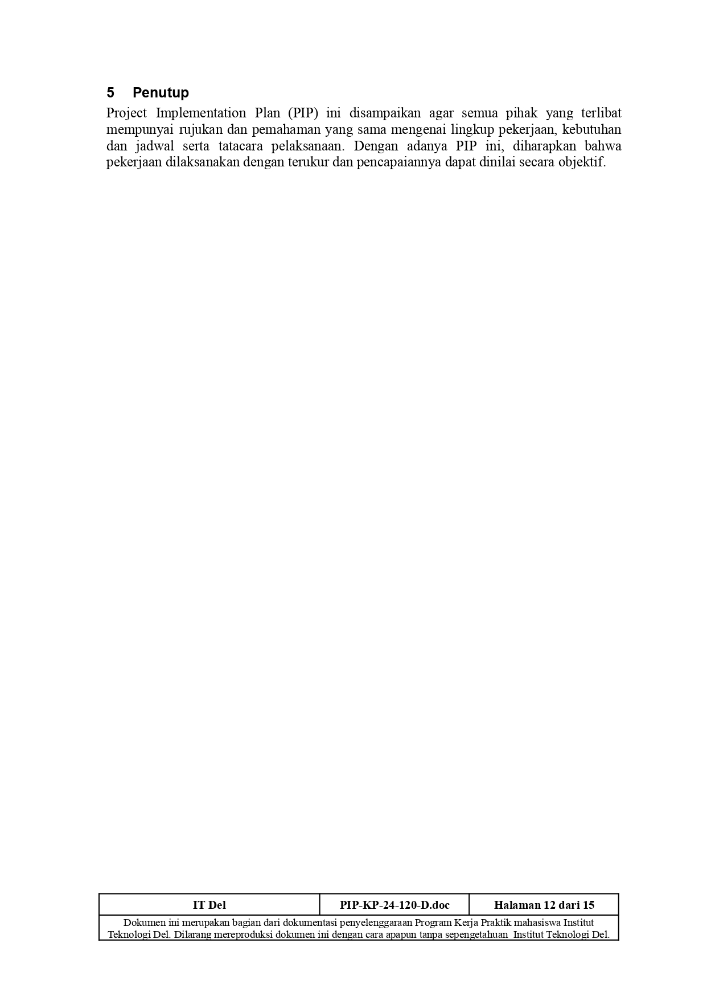 5 Penutup
Project Implementation Plan (PIP) ini disampaikan agar semua pihak yang terlibat
mempunyai rujukan dan pemahaman yang sama mengenai lingkup pekerjaan, kebutuhan
dan jadwal serta tatacara pelaksanaan. Dengan adanya PIP ini, diharapkan bahwa
pekerjaan dilaksanakan dengan terukur dan pencapaiannya dapat dinilai secara objektif.
IT Del PIP-KP-24-120-D.doc Halaman 12 dari 15
Dokumen ini merupakan bagian dari dokumentasi penyelenggaraan Program Kerja Praktik mahasiswa Institut
Teknologi Del. Dilarang mereproduksi dokumen ini dengan cara apapun tanpa sepengetahuan Institut Teknologi Del.